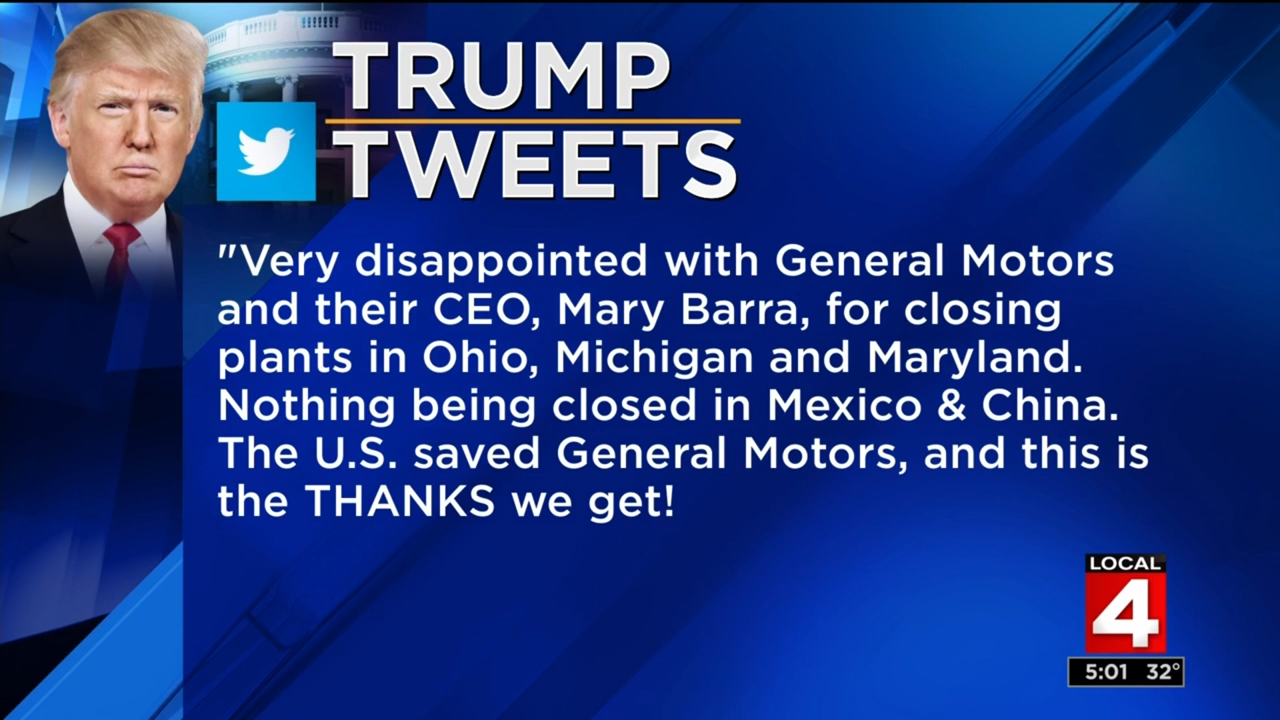 TRUMP
TWEETS
"Very disappointed with General Motors
and their CEO, Mary Barra, for closing
plants in Ohio, Michigan and Maryland.
Nothing being closed in Mexico & China.
The U.S. saved General Motors, and this is
the THANKS we get!
LOCAL
4
5:01 32°